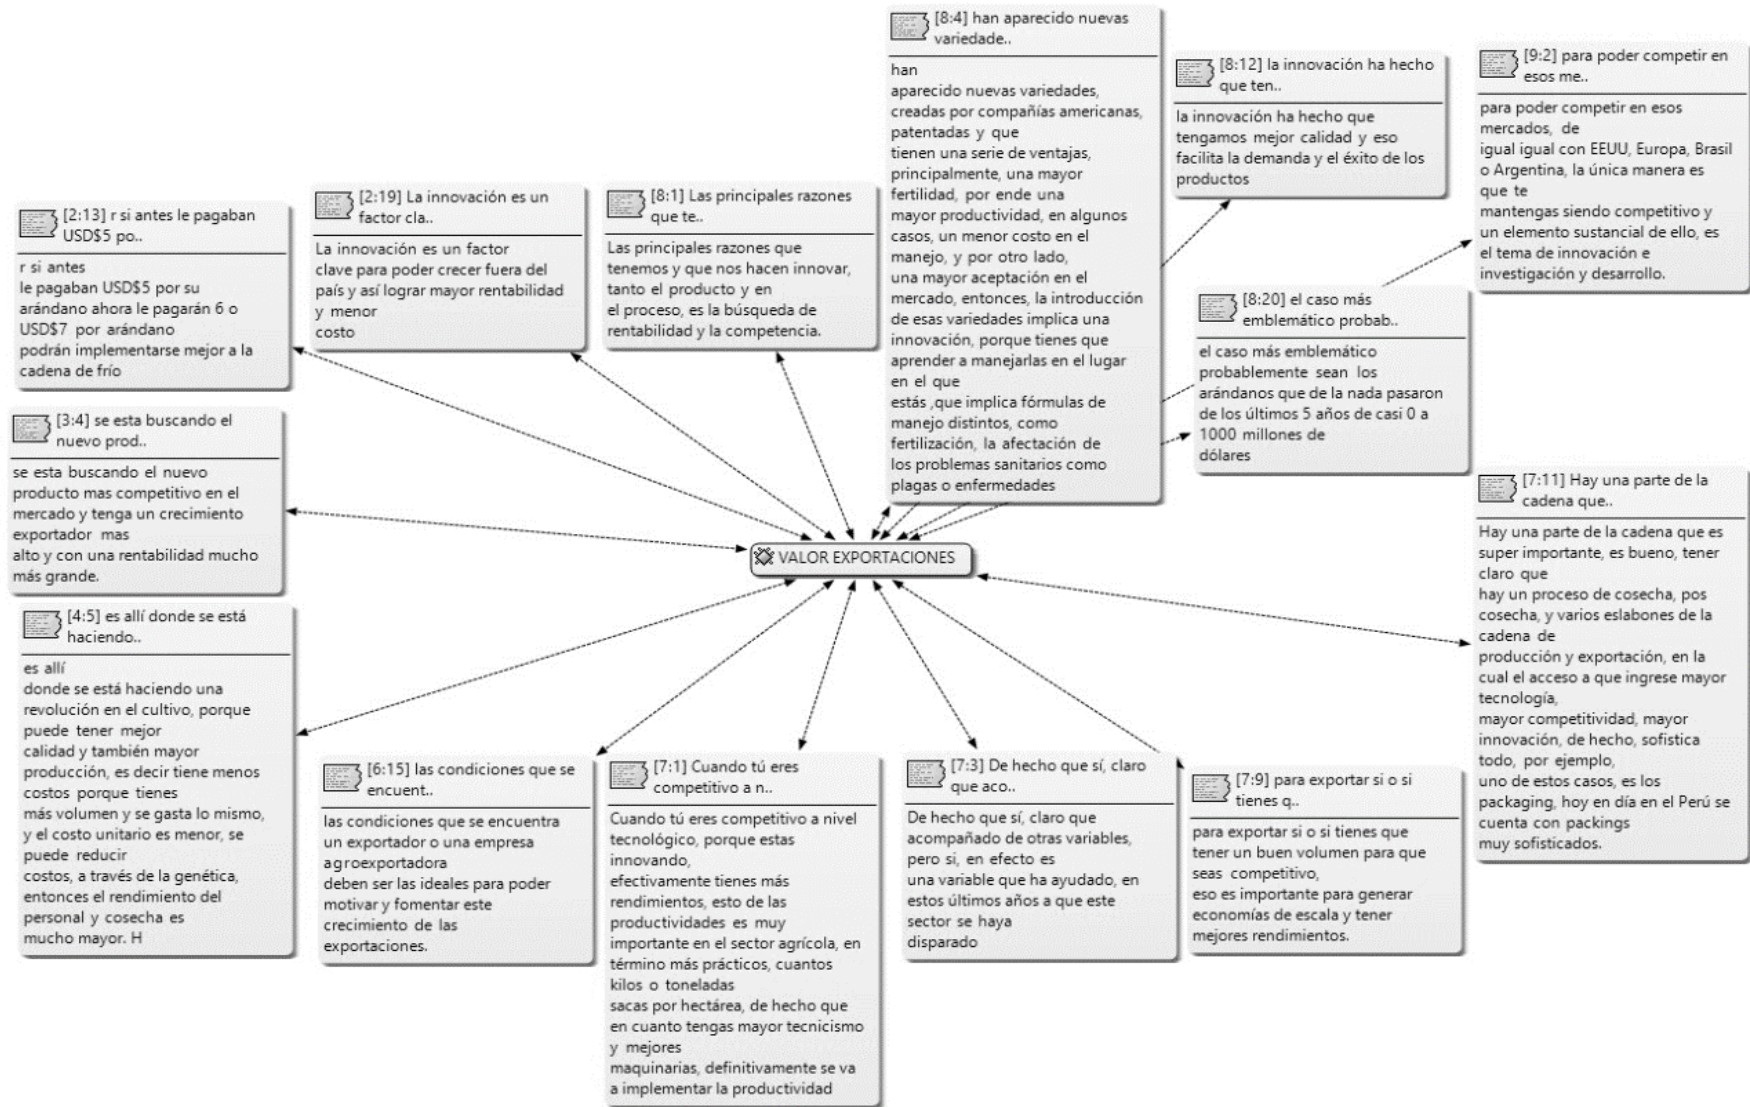 [8:4] han aparecido nuevas
variedade..
han
aparecido nuevas variedades,
creadas por compañías americanas,
patentadas y que
tienen una serie de ventajas,
principalmente, una mayor
fertilidad, por ende una
mayor productividad, en algunos
casos, un menor costo en el
manejo, y por otro lado,
una mayor aceptación en el
mercado, entonces, la introducción
de esas variedades implica una
innovación, porque tienes que
aprender a manejarlas en el lugar
en el que
estás ,que implica fórmulas de
manejo distintos, como
fertilización, la afectación de
los problemas sanitarios como
plagas o enfermedades
[8:12] la innovación ha hecho
que ten..
la innovación ha hecho que
tengamos mejor calidad y eso
facilita la demanda y el éxito de los
productos
[9:2] para poder competir en
esos me..
para poder competir en esos
mercados, de
igual igual con EEUU, Europa, Brasil
o Argentina, la única manera es
que te
mantengas siendo competitivo y
un elemento sustancial de ello, es
el tema de innovación e
investigación y desarrollo.
[2:13] r si antes le pagaban
USD$5 po..
r si antes
le pagaban USD$5 por su
arándano ahora le pagarán 6 o
USD$7 por arándano
podrán implementarse mejor a la
cadena de frío
[2:19] La innovación es un
factor cla..
La innovación es un factor
clave para poder crecer fuera del
país y así lograr mayor rentabilidad
y menor
costo
[8:1] Las principales razones
que te..
Las principales razones que
tenemos y que nos hacen innovar,
tanto el producto y en
el proceso, es la búsqueda de
rentabilidad y la competencia.
[8:20] el caso más
emblemático probab..
el caso más emblemático
probablemente sean los
arándanos que de la nada pasaron
de los últimos 5 años de casi 0 a
1000 millones de
dólares
[3:4] se esta buscando el
nuevo prod..
se esta buscando el nuevo
producto mas competitivo en el
mercado y tenga un crecimiento
exportador mas
alto y con una rentabilidad mucho
más grande.
VALOR EXPORTACIONES
[7:11] Hay una parte de la
cadena que..
Hay una parte de la cadena que es
super importante, es bueno, tener
claro que
hay un proceso de cosecha, pos
cosecha, y varios eslabones de la
cadena de
producción y exportación, en la
cual el acceso a que ingrese mayor
tecnología,
mayor competitividad, mayor
innovación, de hecho, sofistica
todo, por ejemplo,
uno de estos casos, es los
packaging, hoy en día en el Perú se
cuenta con packings
muy sofisticados.
[4:5] es allí donde se está
haciendo..
es allí
donde se está haciendo una
revolución en el cultivo, porque
puede tener mejor
calidad y también mayor
producción, es decir tiene menos
costos porque tienes
más volumen y se gasta lo mismo,
y el costo unitario es menor, se
puede reducir
costos, a través de la genética,
entonces el rendimiento del
personal y cosecha es
mucho mayor. H
[6:15] las condiciones que se
encuent..
las condiciones que se encuentra
un exportador o una empresa
agroexportadora
deben ser las ideales para poder
motivar y fomentar este
crecimiento de las
exportaciones.
[7:1] Cuando tú eres
competitivo a n..
Cuando tú eres competitivo a nivel
tecnológico, porque estas
innovando,
efectivamente tienes más
rendimientos, esto de las
productividades es muy
importante en el sector agrícola, en
término más prácticos, cuantos
kilos o toneladas
sacas por hectárea, de hecho que
en cuanto tengas mayor tecnicismo
y mejores
maquinarias, definitivamente se va
a implementar la productividad
[7:3] De hecho que sí, claro
que aco..
De hecho que sí, claro que
acompañado de otras variables,
pero si, en efecto es
una variable que ha ayudado, en
estos últimos años a que este
sector se haya
disparado
[7:9] para exportar si o si
tienes q..
para exportar si o si tienes que
tener un buen volumen para que
seas competitivo,
eso es importante para generar
economías de escala y tener
mejores rendimientos.